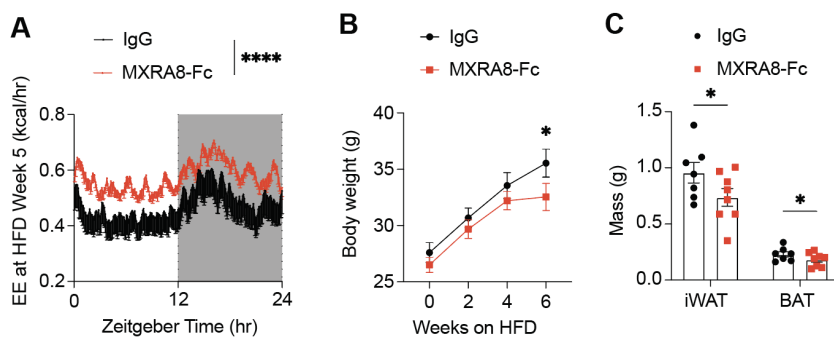 A
IgG
MXRA8-Fc
****
EE at HFD Week 5 (kcal/hr)
0.8
0.6
0.4
0.2
0
12
24
Zeitgeber Time (hr)
B
IgG
MXRA8-Fc
Body weight (g)
40
35
30
25
*
0
2
4
6
Weeks on HFD
C
IgG
MXRA8-Fc
Mass (g)
1.5
1.0
0.5
0.0
*
*
iWAT
BAT